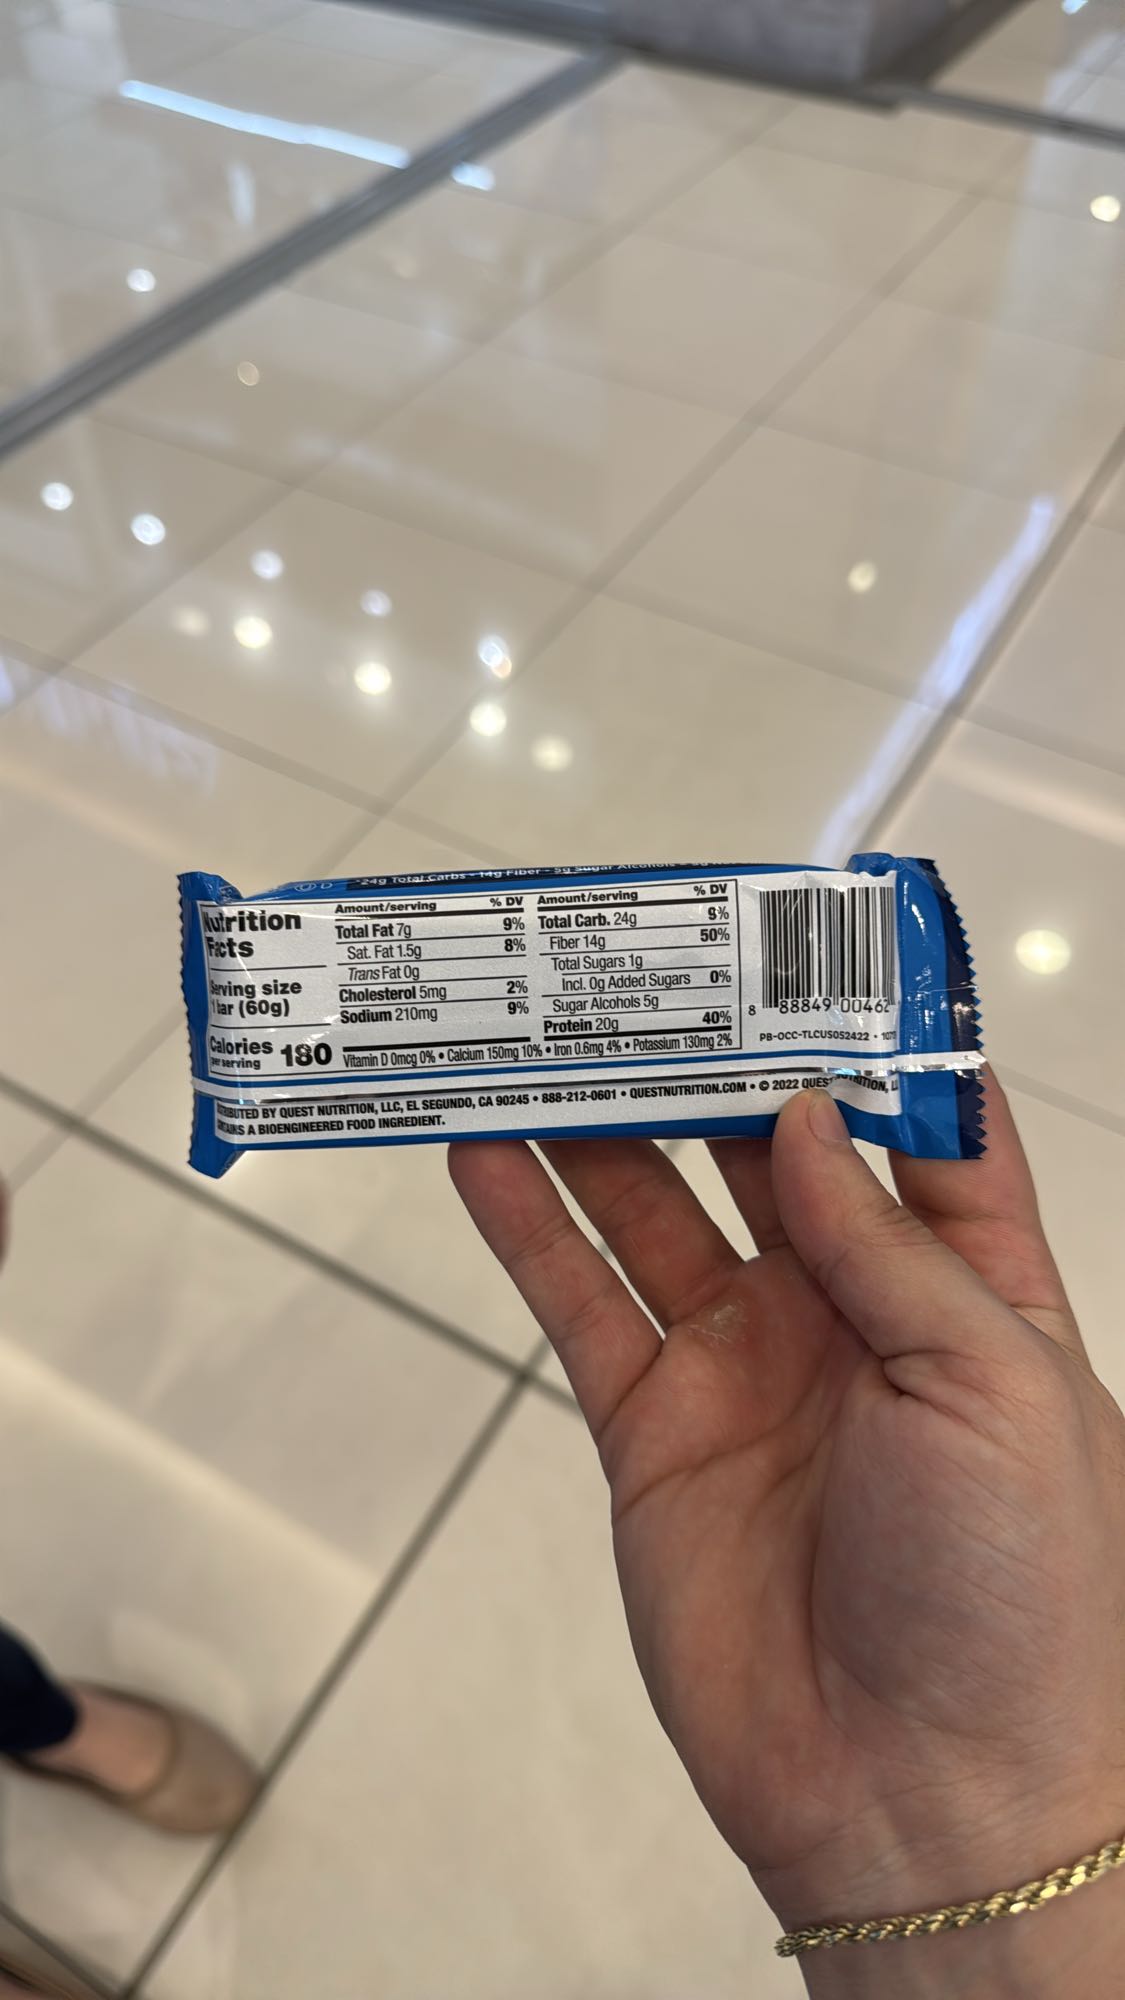 24g Total Carbs - 14g Fiber - 5g Sugar Alcohols
Nutrition
Facts
Serving size
1 bar (60g)
Calories 180
per serving
Amount/serving % DV
Total Fat 7g 9%
Sat. Fat 1.5g 8%
Trans Fat 0g
Cholesterol 5mg 2%
Sodium 210mg 9%
Amount/serving % DV
Total Carb. 24g 9%
Fiber 14g 50%
Total Sugars 1g
Incl. 0g Added Sugars 0%
Sugar Alcohols 5g
Protein 20g 40%
Vitamin D 0mcg 0% • Calcium 150mg 10% • Iron 0.6mg 4% • Potassium 130mg 2%
8 88849 00462
PB-OCC-TLCUS052422 •
DISTRIBUTED BY QUEST NUTRITION, LLC, EL SEGUNDO, CA 90245 • 888-212-0601 • QUESTNUTRITION.COM • © 2022 QUEST NUTRITION,
CONTAINS A BIOENGINEERED FOOD INGREDIENT.